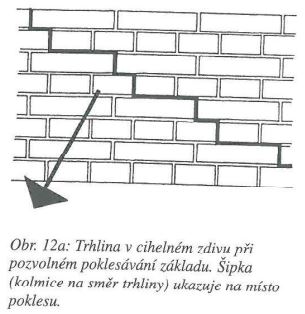 Obr. 12a: Trhlina v cihelném zdivu při
pozvolném poklesávání základu. Šipka
(kolmice na směr trhliny) ukazuje na místo
poklesu.